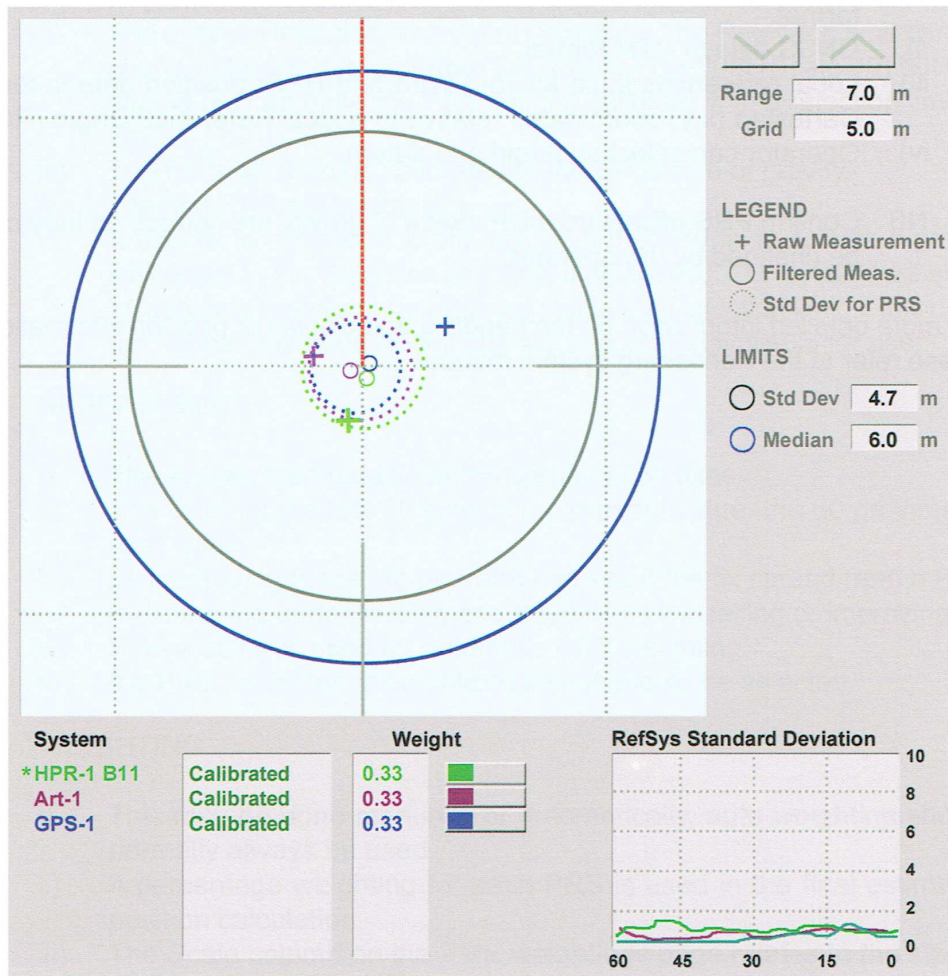 Range 7.0 m
Grid 5.0 m
LEGEND
+ Raw Measurement
Filtered Meas.
Std Dev for PRS
LIMITS
Std Dev 4.7 m
Median 6.0 m
System Weight
*HPR-1 B11 Calibrated 0.33
Art-1 Calibrated 0.33
GPS-1 Calibrated 0.33
RefSys Standard Deviation
10
8
6
4
2
0
60 45 30 15 0